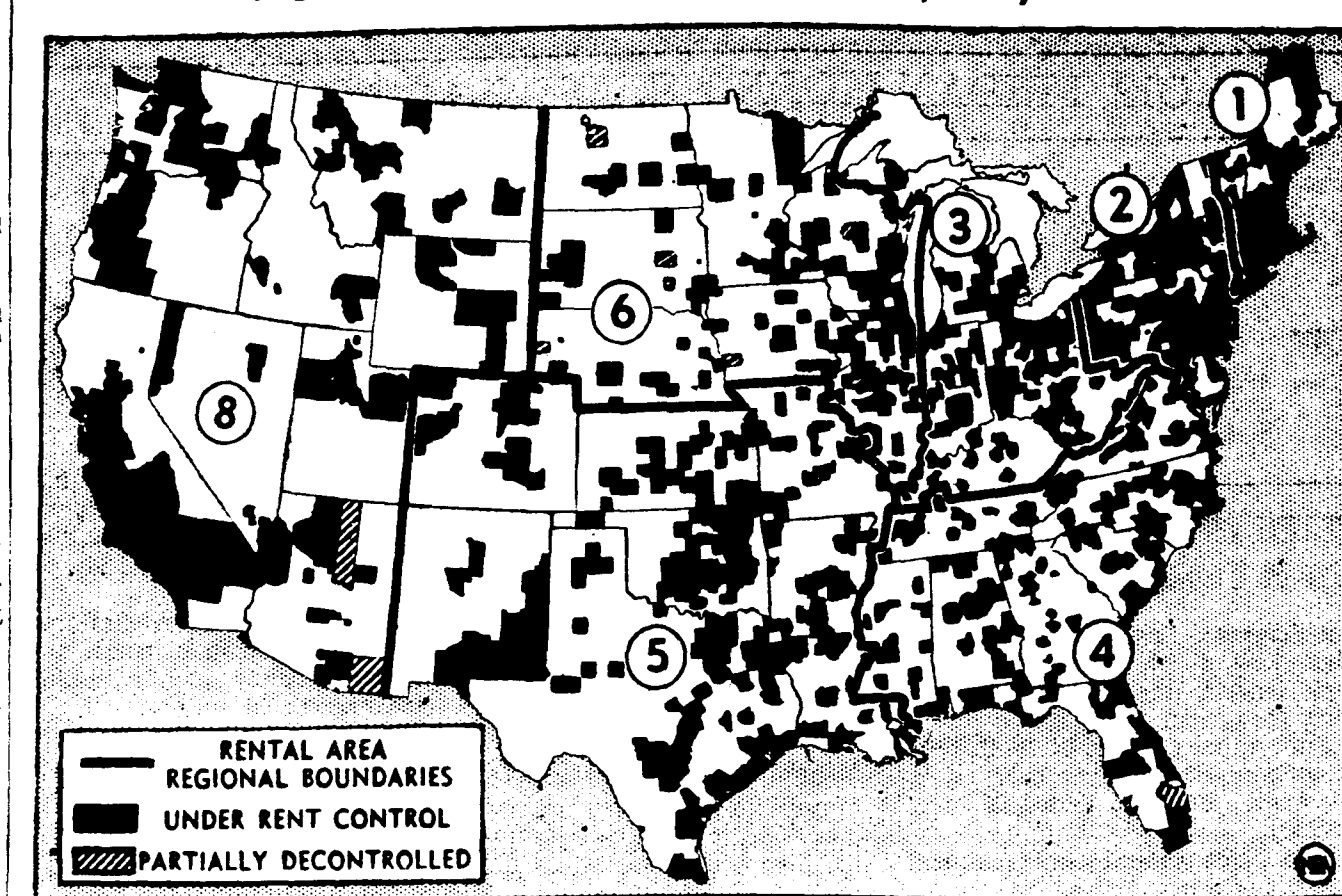 1
2
3
6
8
5
4
RENTAL AREA
REGIONAL BOUNDARIES
UNDER RENT CONTROL
PARTIALLY DECONTROLLED